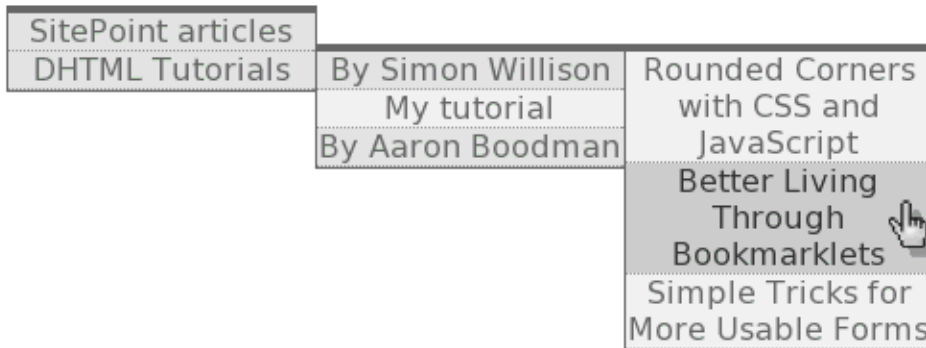 SitePoint articles
DHTML Tutorials
By Simon Willison
My tutorial
By Aaron Boodman
Rounded Corners
with CSS and
JavaScript
Better Living
Through
Bookmarklets
Simple Tricks for
More Usable Forms